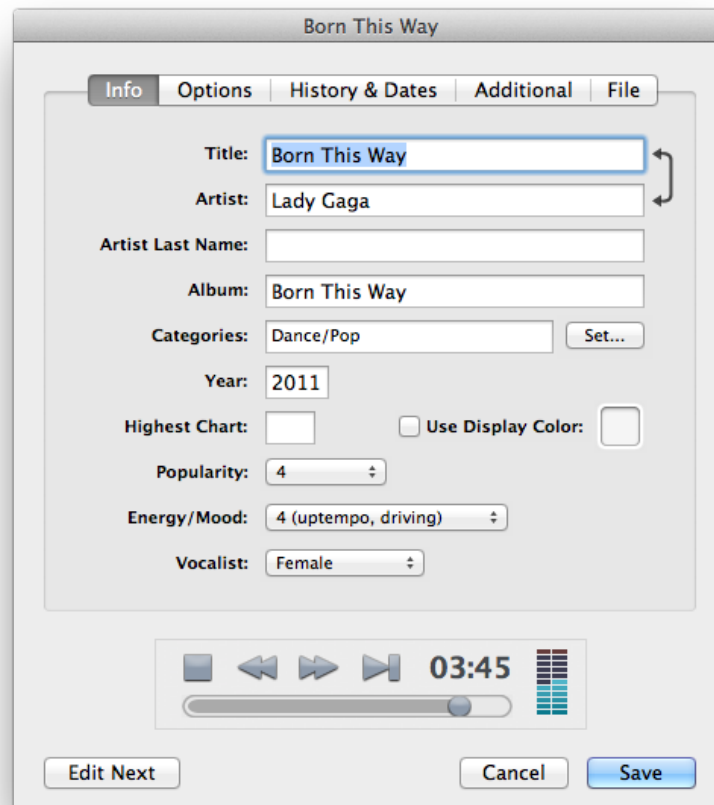 Born This Way
Info Options History & Dates Additional File
Title: Born This Way
Artist: Lady Gaga
Artist Last Name:
Album: Born This Way
Categories: Dance/Pop Set...
Year: 2011
Highest Chart: Use Display Color:
Popularity: 4
Energy/Mood: 4 (uptempo, driving)
Vocalist: Female
03:45
Edit Next Cancel Save